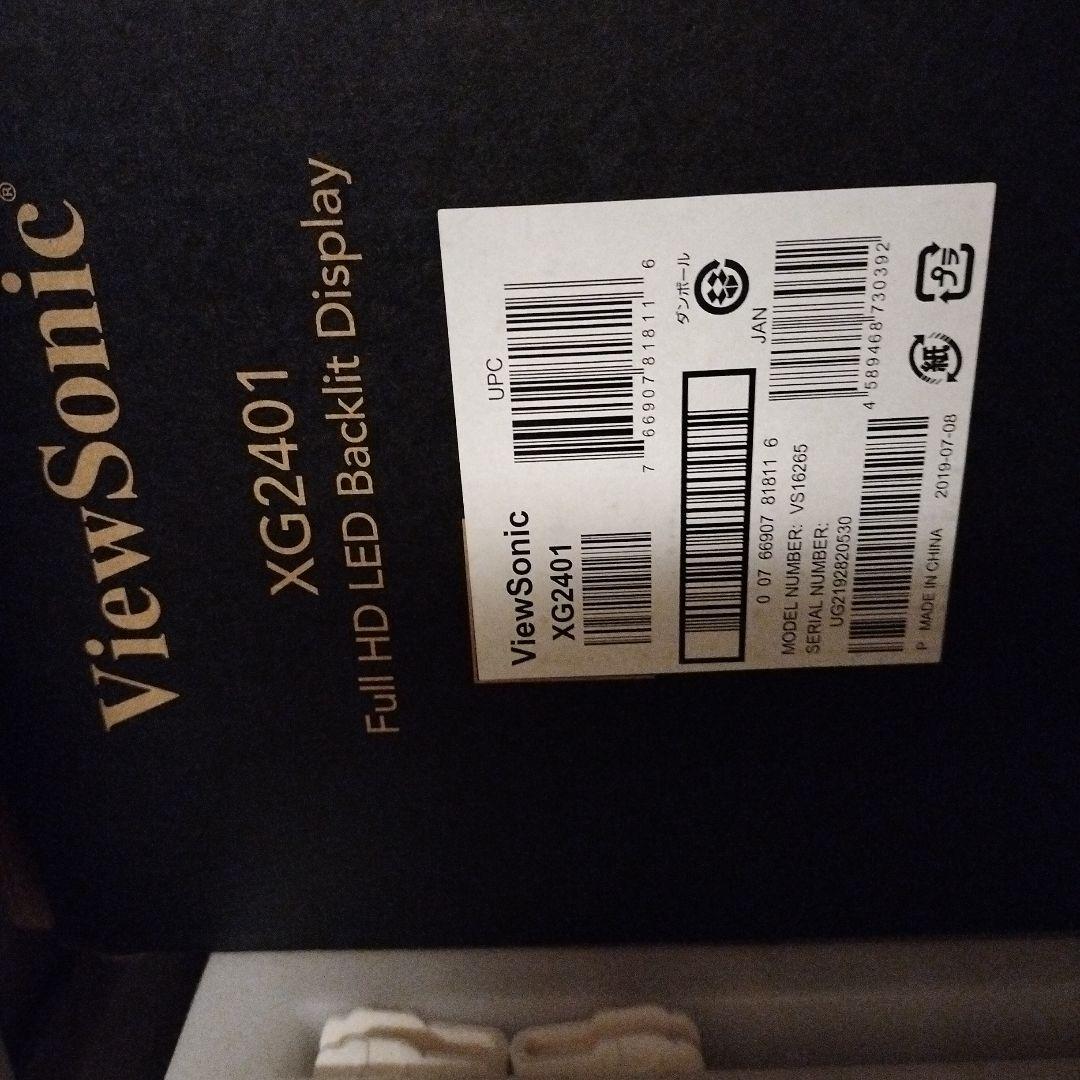 ViewSonic®
XG2401
Full HD LED Backlit Display
ViewSonic
XG2401
UPC
7 66907 81811 6
0 07 66907 81811 6
ダンボール
MODEL NUMBER: VS16265
SERIAL NUMBER:
UG2192820530
JAN
4 589468 730392
P MADE IN CHINA 2019-07-08
紙
プラ